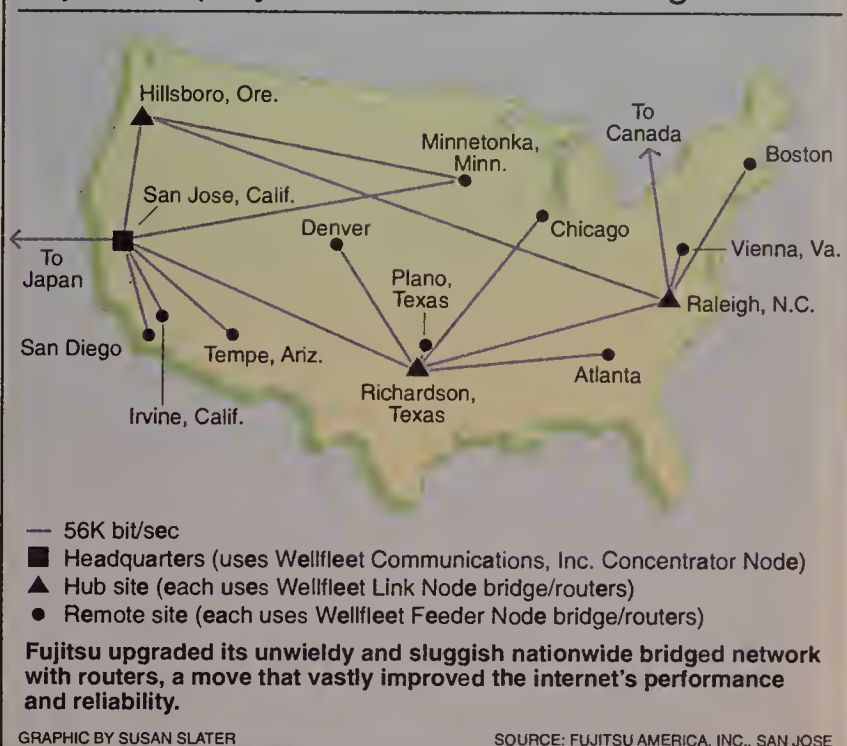 Hillsboro, Ore.
To
Canada
Minnetonka,
Minn.
Boston
San Jose, Calif.
Denver
Chicago
Vienna, Va.
To
Japan
Plano,
Texas
Raleigh, N.C.
San Diego
Tempe, Ariz.
Atlanta
Richardson,
Texas
Irvine, Calif.
— 56K bit/sec
■ Headquarters (uses Wellfleet Communications, Inc. Concentrator Node)
▲ Hub site (each uses Wellfleet Link Node bridge/routers)
● Remote site (each uses Wellfleet Feeder Node bridge/routers)
Fujitsu upgraded its unwieldy and sluggish nationwide bridged network
with routers, a move that vastly improved the internet's performance
and reliability.
GRAPHIC BY SUSAN SLATER
SOURCE: FUJITSU AMERICA, INC., SAN JOSE